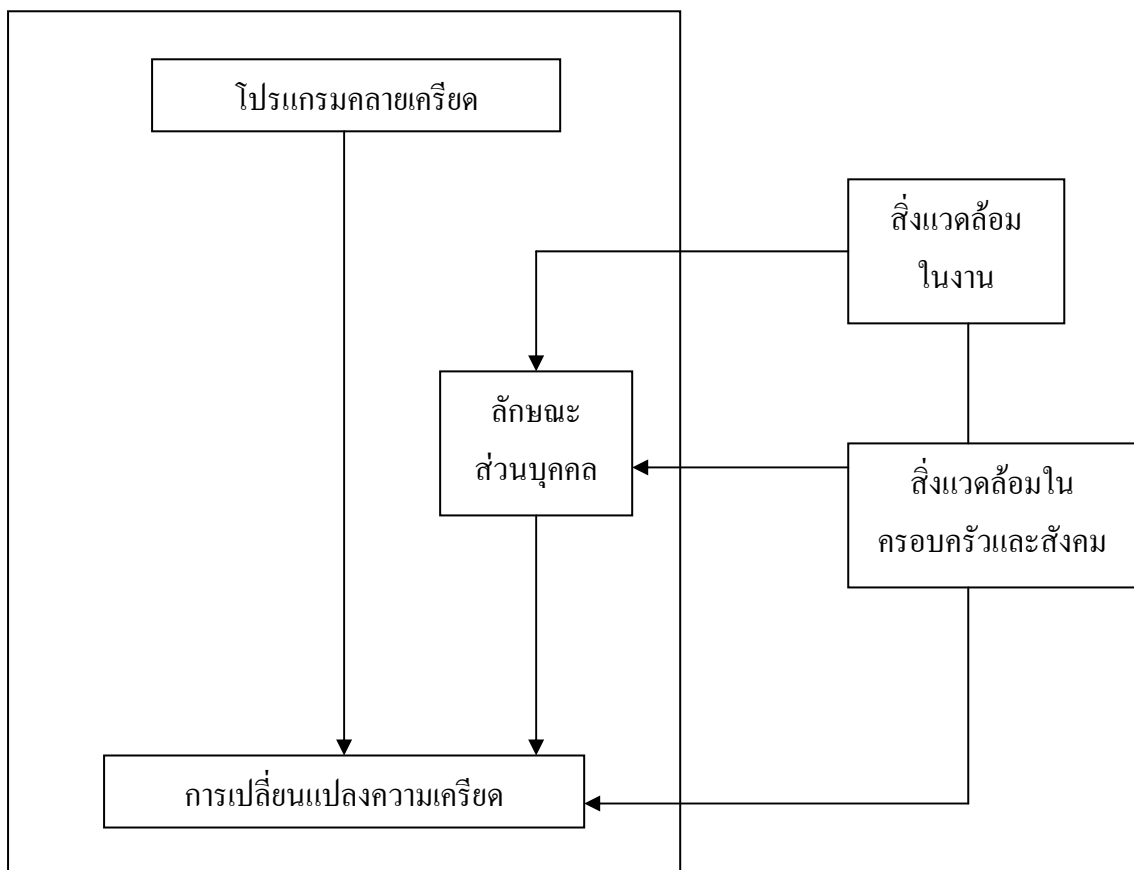 โปรแกรมคลายเครียด
สิ่งแวดล้อม
ในงาน
ลักษณะ
ส่วนบุคคล
สิ่งแวดล้อมใน
ครอบครัวและสังคม
การเปลี่ยนแปลงความเครียด